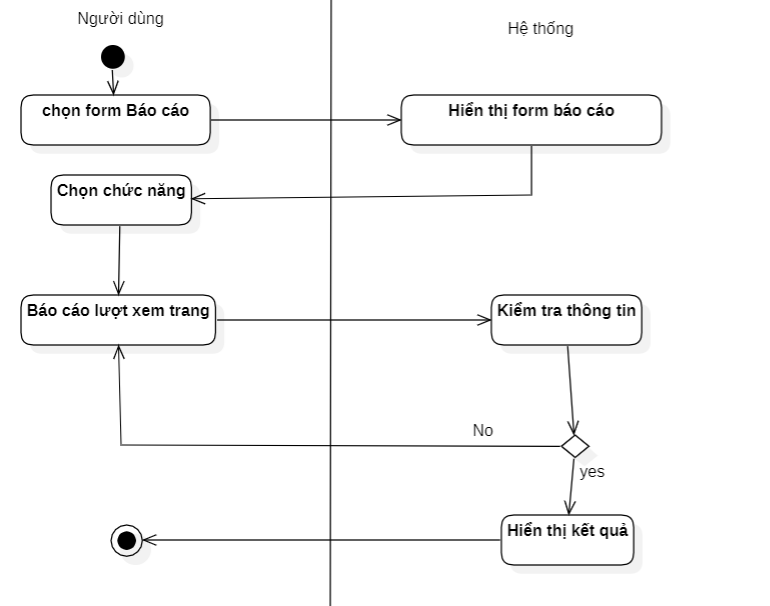 Người dùng
Hệ thống
chọn form Báo cáo
Hiển thị form báo cáo
Chọn chức năng
Báo cáo lượt xem trang
Kiểm tra thông tin
No
yes
Hiển thị kết quả